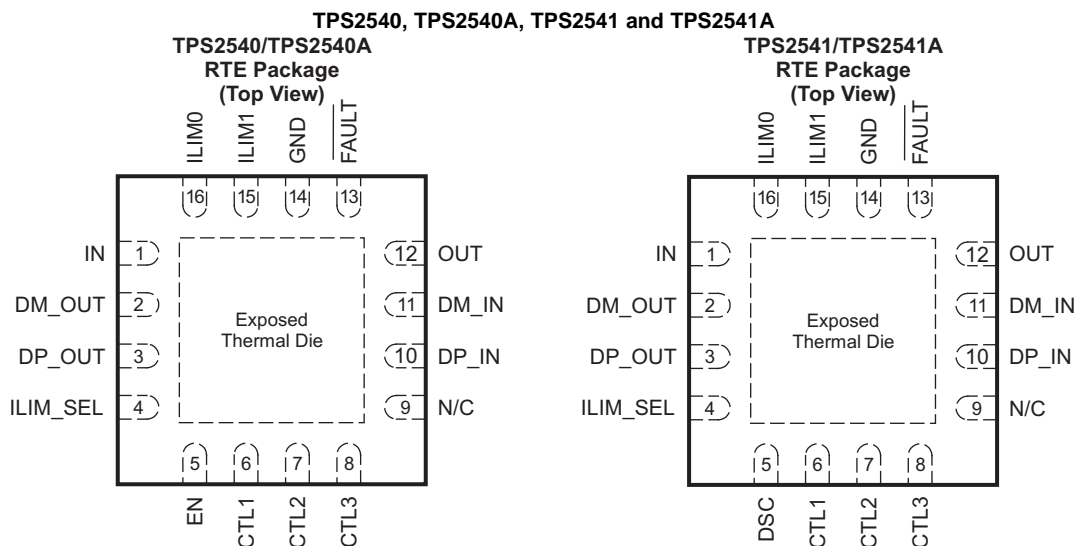 TPS2540, TPS2540A, TPS2541 and TPS2541A
TPS2540/TPS2540A
RTE Package
(Top View)
ILIM0
ILIM1
GND
FAULT
16
15
14
13
IN
1
12
OUT
DM_OUT
2
11
DM_IN
DP_OUT
3
10
DP_IN
ILIM_SEL
4
9
N/C
Exposed
Thermal Die
5
6
7
8
EN
CTL1
CTL2
CTL3
TPS2541/TPS2541A
RTE Package
(Top View)
ILIM0
ILIM1
GND
FAULT
16
15
14
13
IN
1
12
OUT
DM_OUT
2
11
DM_IN
DP_OUT
3
10
DP_IN
ILIM_SEL
4
9
N/C
Exposed
Thermal Die
5
6
7
8
DSC
CTL1
CTL2
CTL3